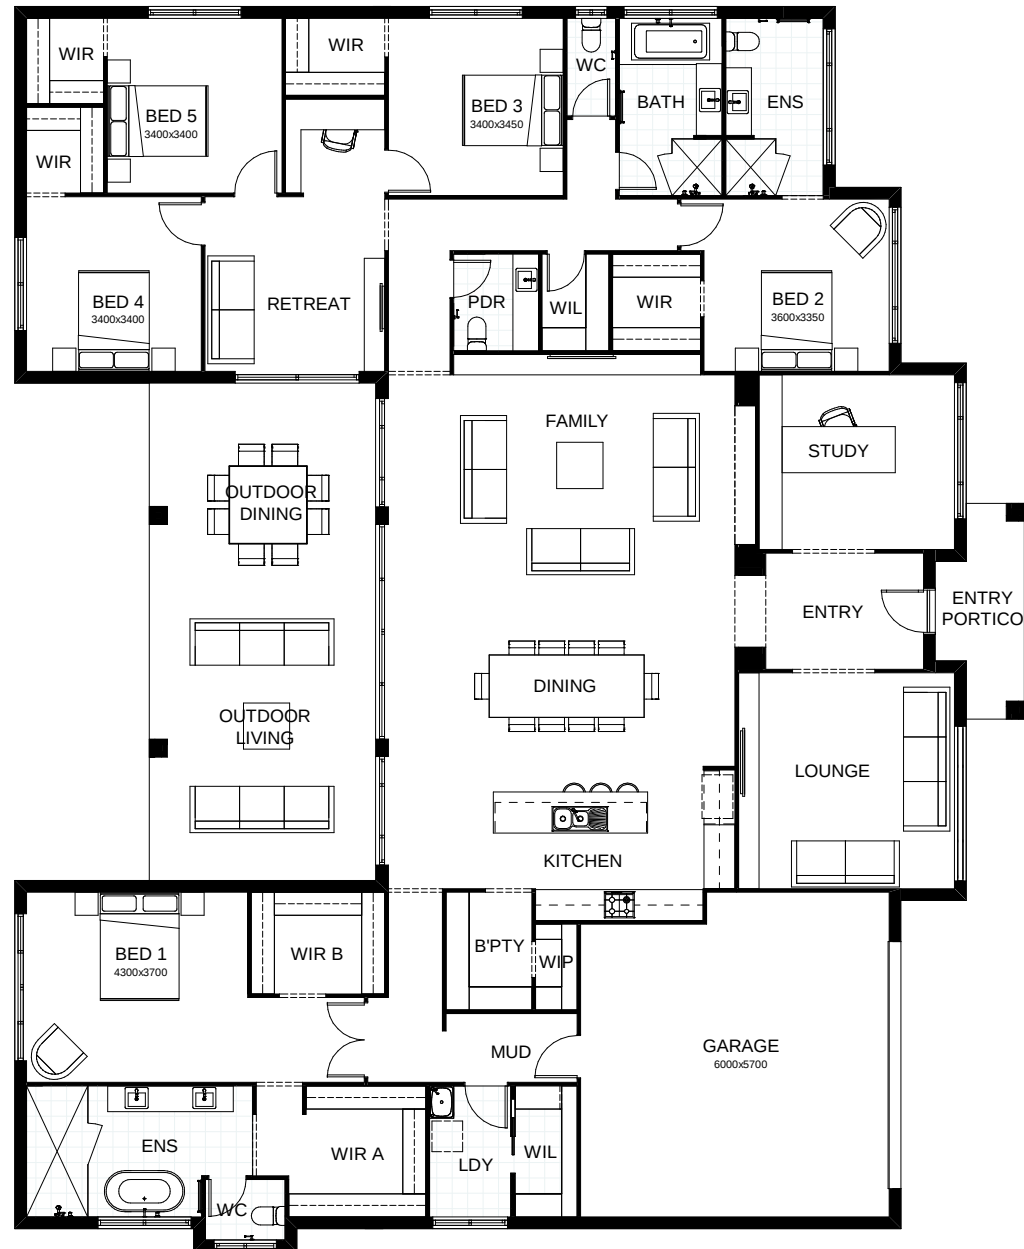 WIR
WIR
WC
BED 5
3400x3400
BED 3
3400x3450
BATH
ENS
WIR
BED 4
3400x3400
RETREAT
PDR
WIL
WIR
BED 2
3600x3350
FAMILY
STUDY
OUTDOOR
DINING
ENTRY
ENTRY
PORTICO
DINING
OUTDOOR
LIVING
LOUNGE
KITCHEN
BED 1
4300x3700
WIR B
B'PTY
WIP
MUD
GARAGE
6000x5700
ENS
WIR A
LDY
WIL
WC